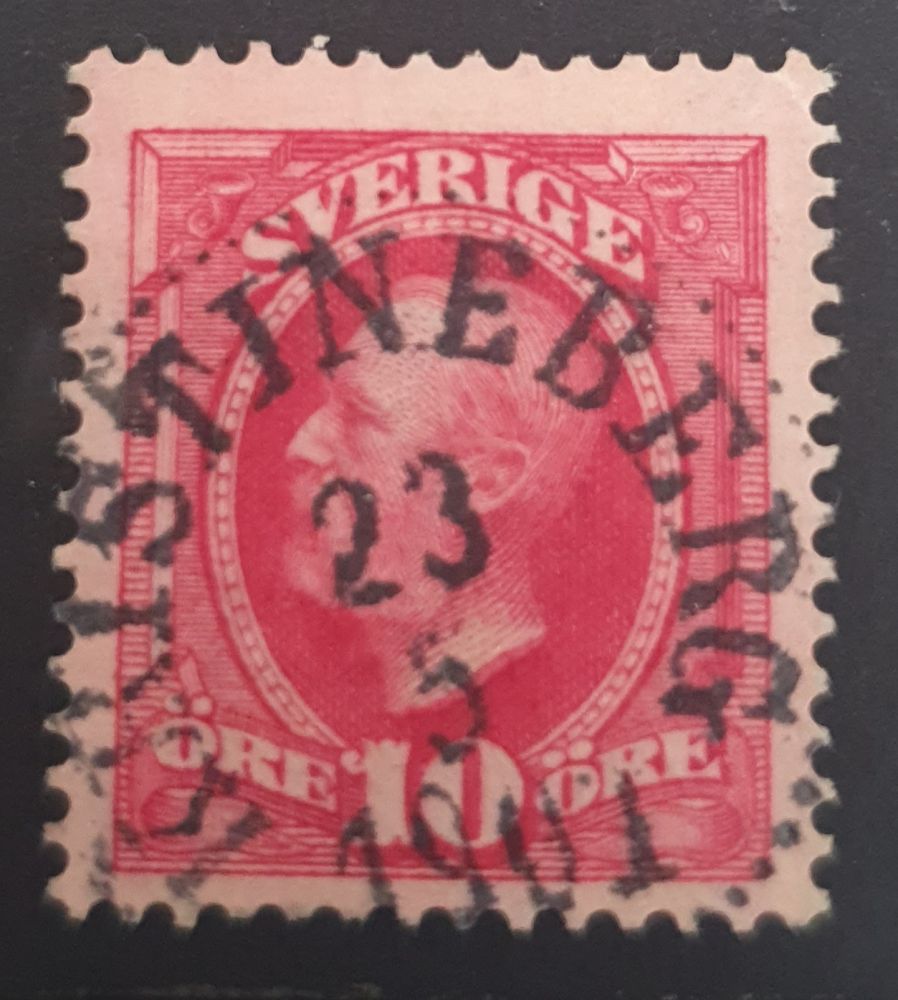 SVERIGE
KRISTINEBERG
23
5
1901
ÖRE 10 ÖRE